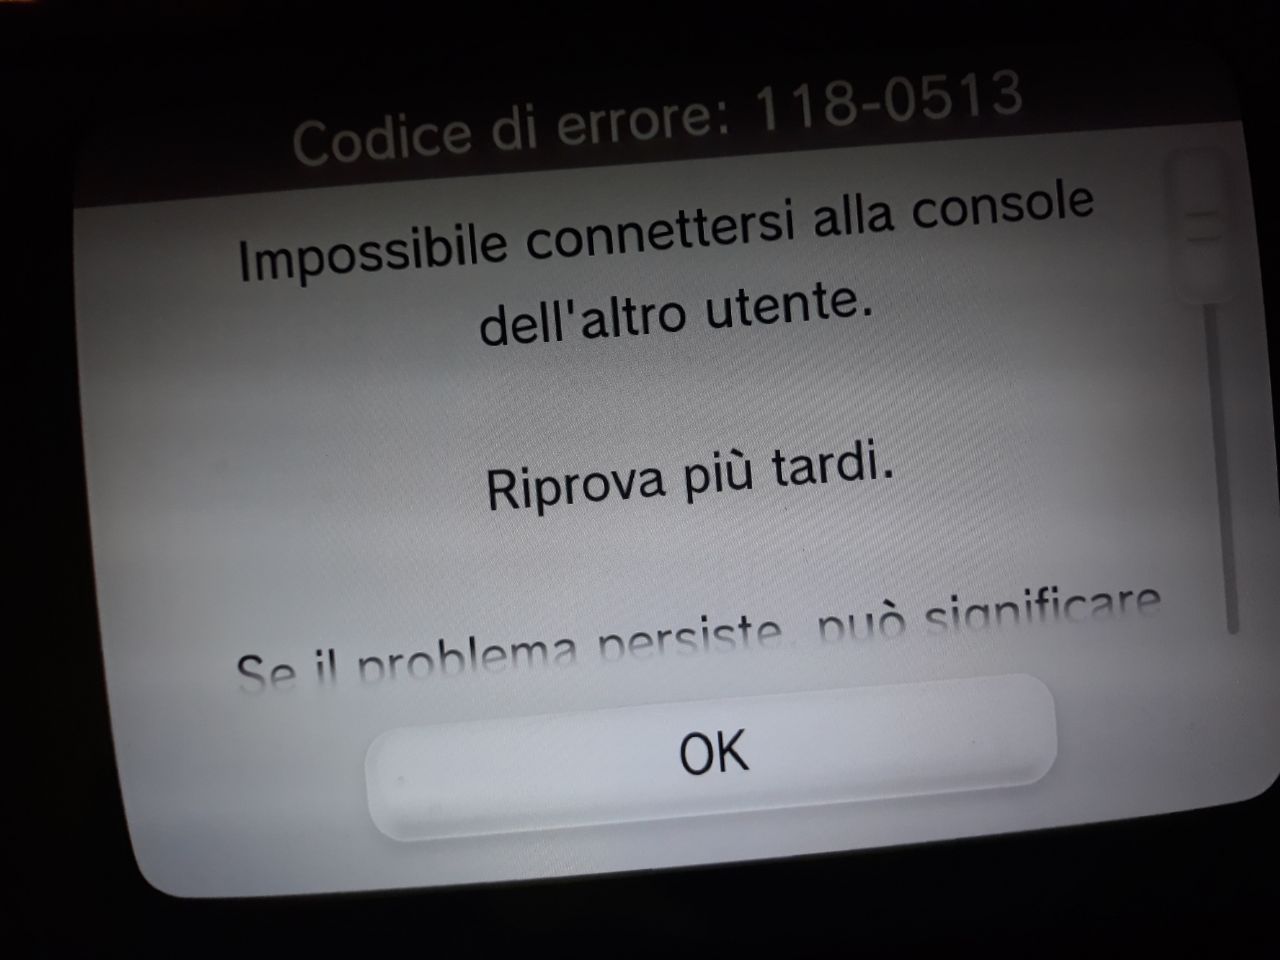 Codice di errore: 118-0513
Impossibile connettersi alla console
dell'altro utente.
Riprova più tardi.
Se il problema persiste, può significare
OK